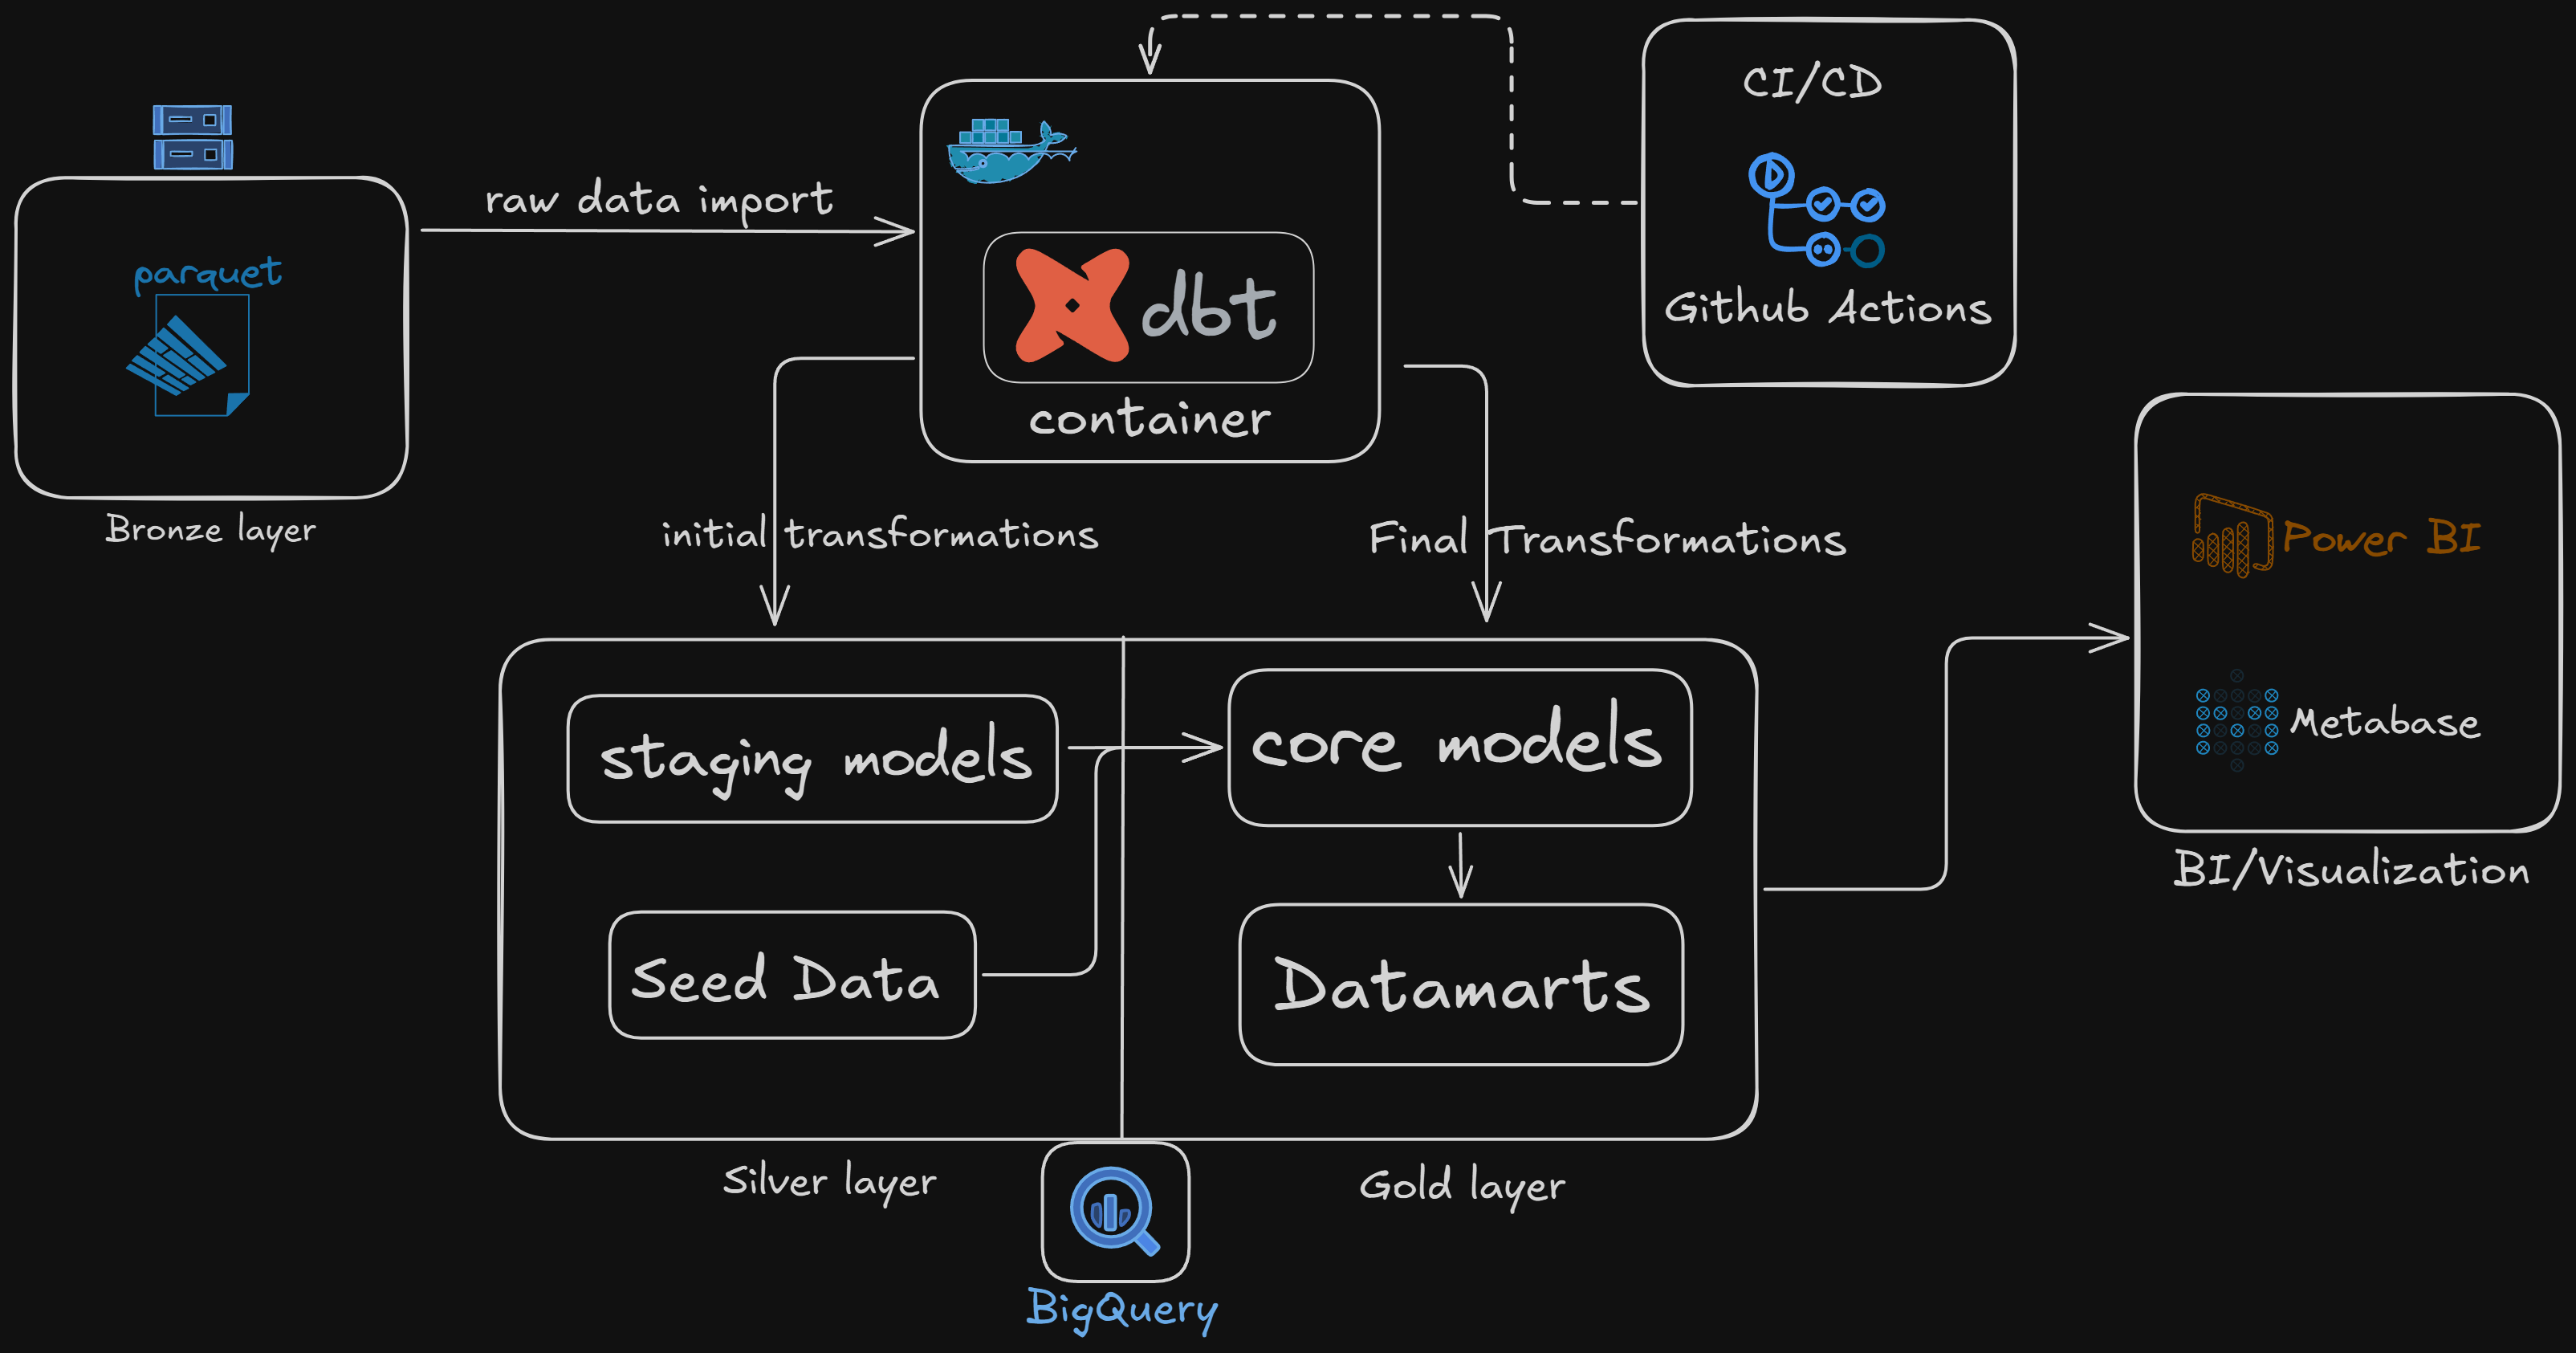 CI/CD
Github Actions
raw data import
parquet
dbt
container
Bronze layer
initial transformations
Final Transformations
Power BI
Metabase
BI/Visualization
staging models
core models
Seed Data
Datamarts
Silver layer
Gold layer
BigQuery